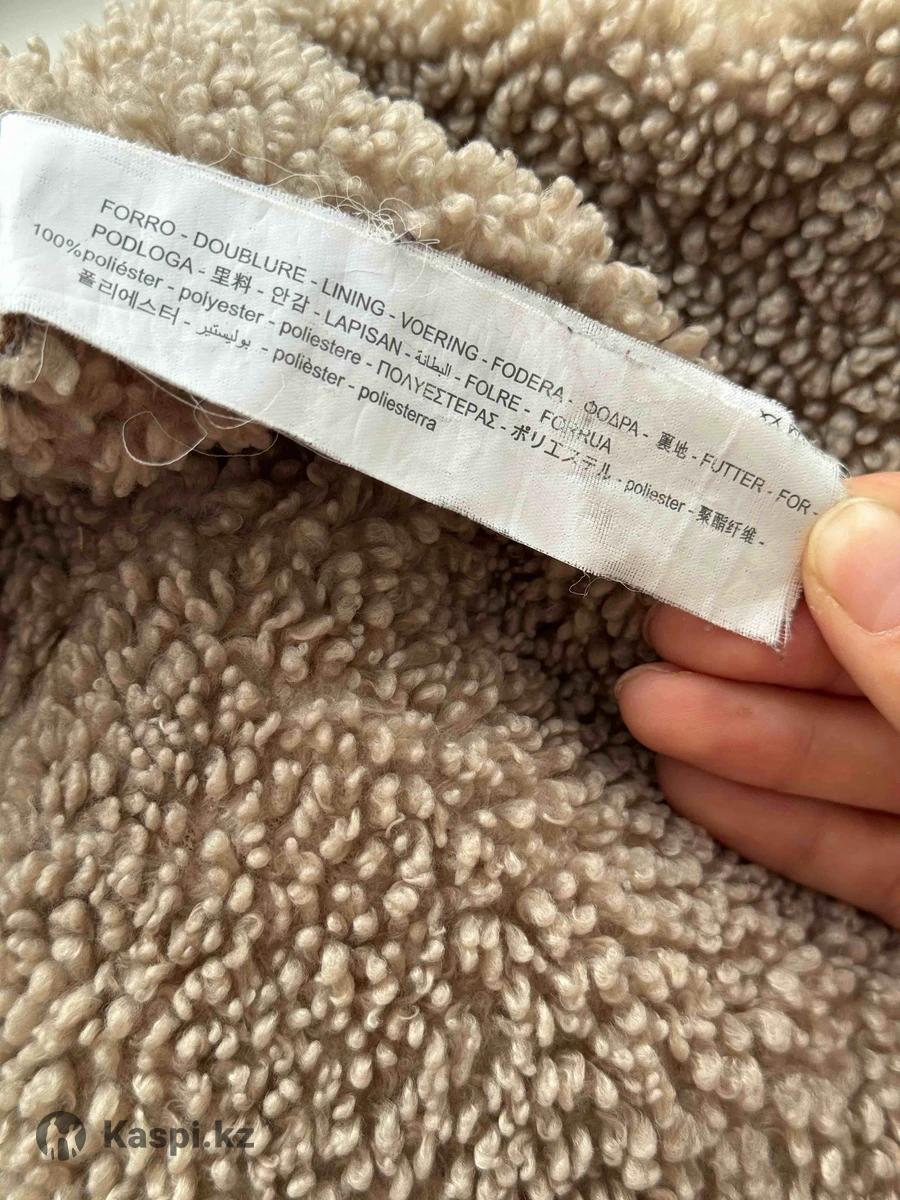 FORRO - DOUBLURE - LINING - VOERING - FODERA - ΦΟΔΡΑ - 裏地 - FUTTER - FOR -
PODLOGA - 里料 - 안감 - LAPISAN - البطانة - FOLRE - FORRUA
100%poliéster - polyester - poliestere - ΠΟΛΥΕΣΤΕΡΑΣ - ポリエステル - poliester - 聚酯纤维 -
폴리에스터 - بوليستير - polièster - poliesterra
Kaspi.kz